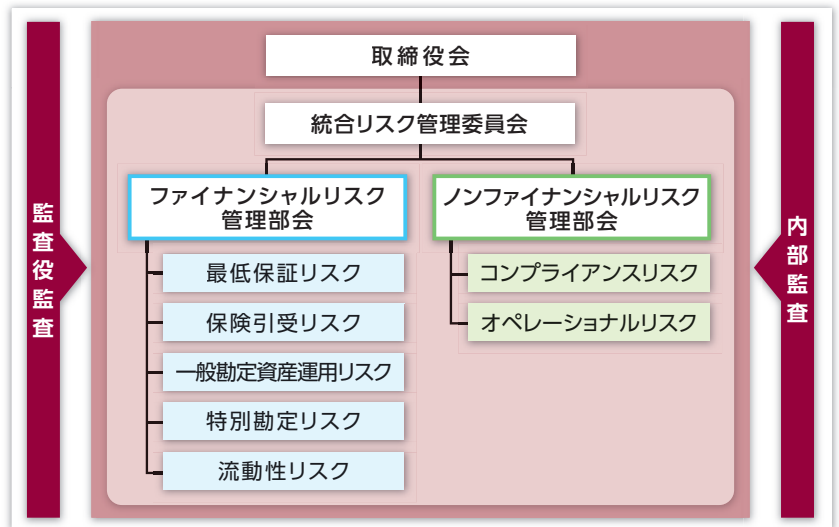 取締役会
統合リスク管理委員会
ファイナンシャルリスク
管理部会
ノンファイナンシャルリスク
管理部会
最低保証リスク
保険引受リスク
一般勘定資産運用リスク
特別勘定リスク
流動性リスク
コンプライアンスリスク
オペレーショナルリスク
監査役監査
内部監査